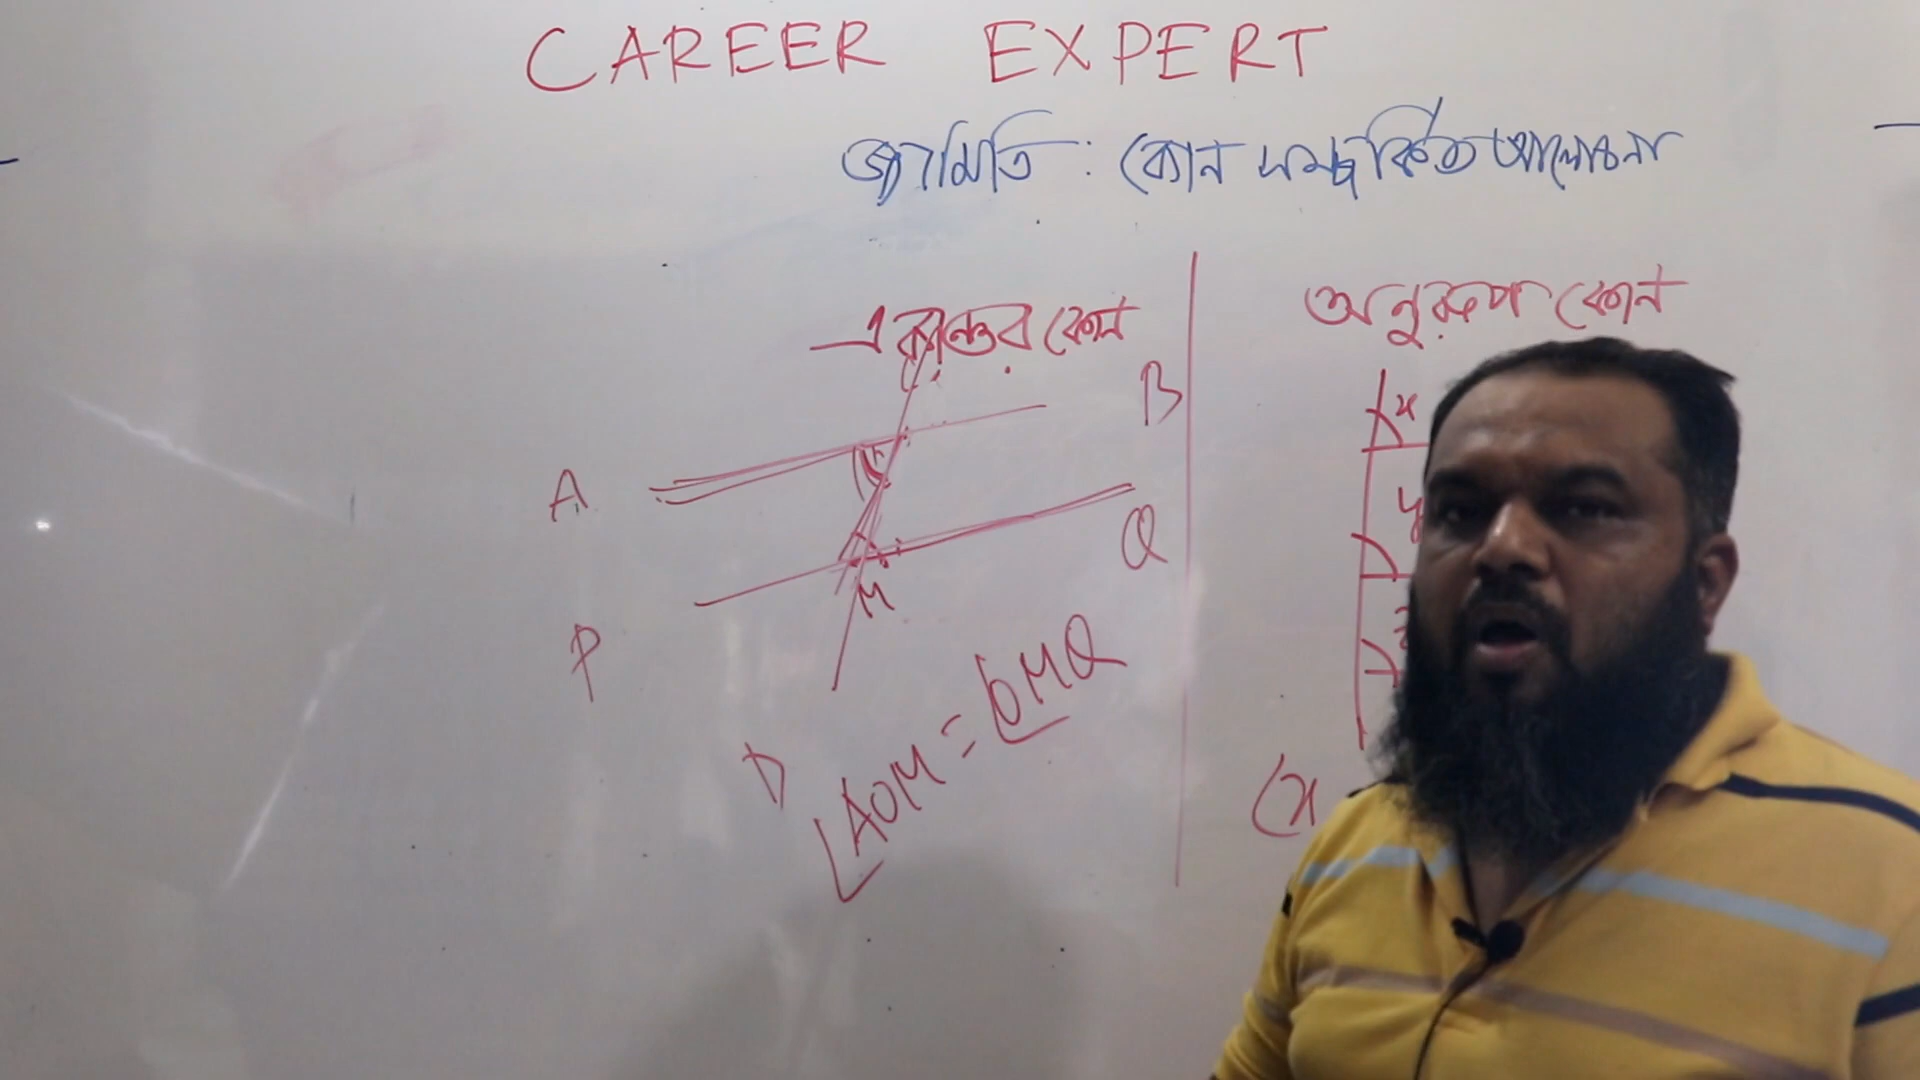 CAREER EXPERT
জ্যামিতি : কোন সম্পর্কিত আলোচনা
একান্তর কোন
অনুরূপ কোন
B
x
A
y
Q
M
P
D
∠AOM = ∠OMQ